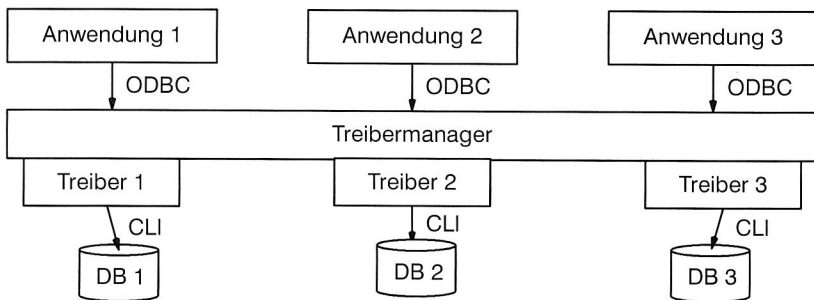 Anwendung 1 Anwendung 2 Anwendung 3
ODBC ODBC ODBC
Treibermanager
Treiber 1 Treiber 2 Treiber 3
CLI CLI CLI
DB 1 DB 2 DB 3